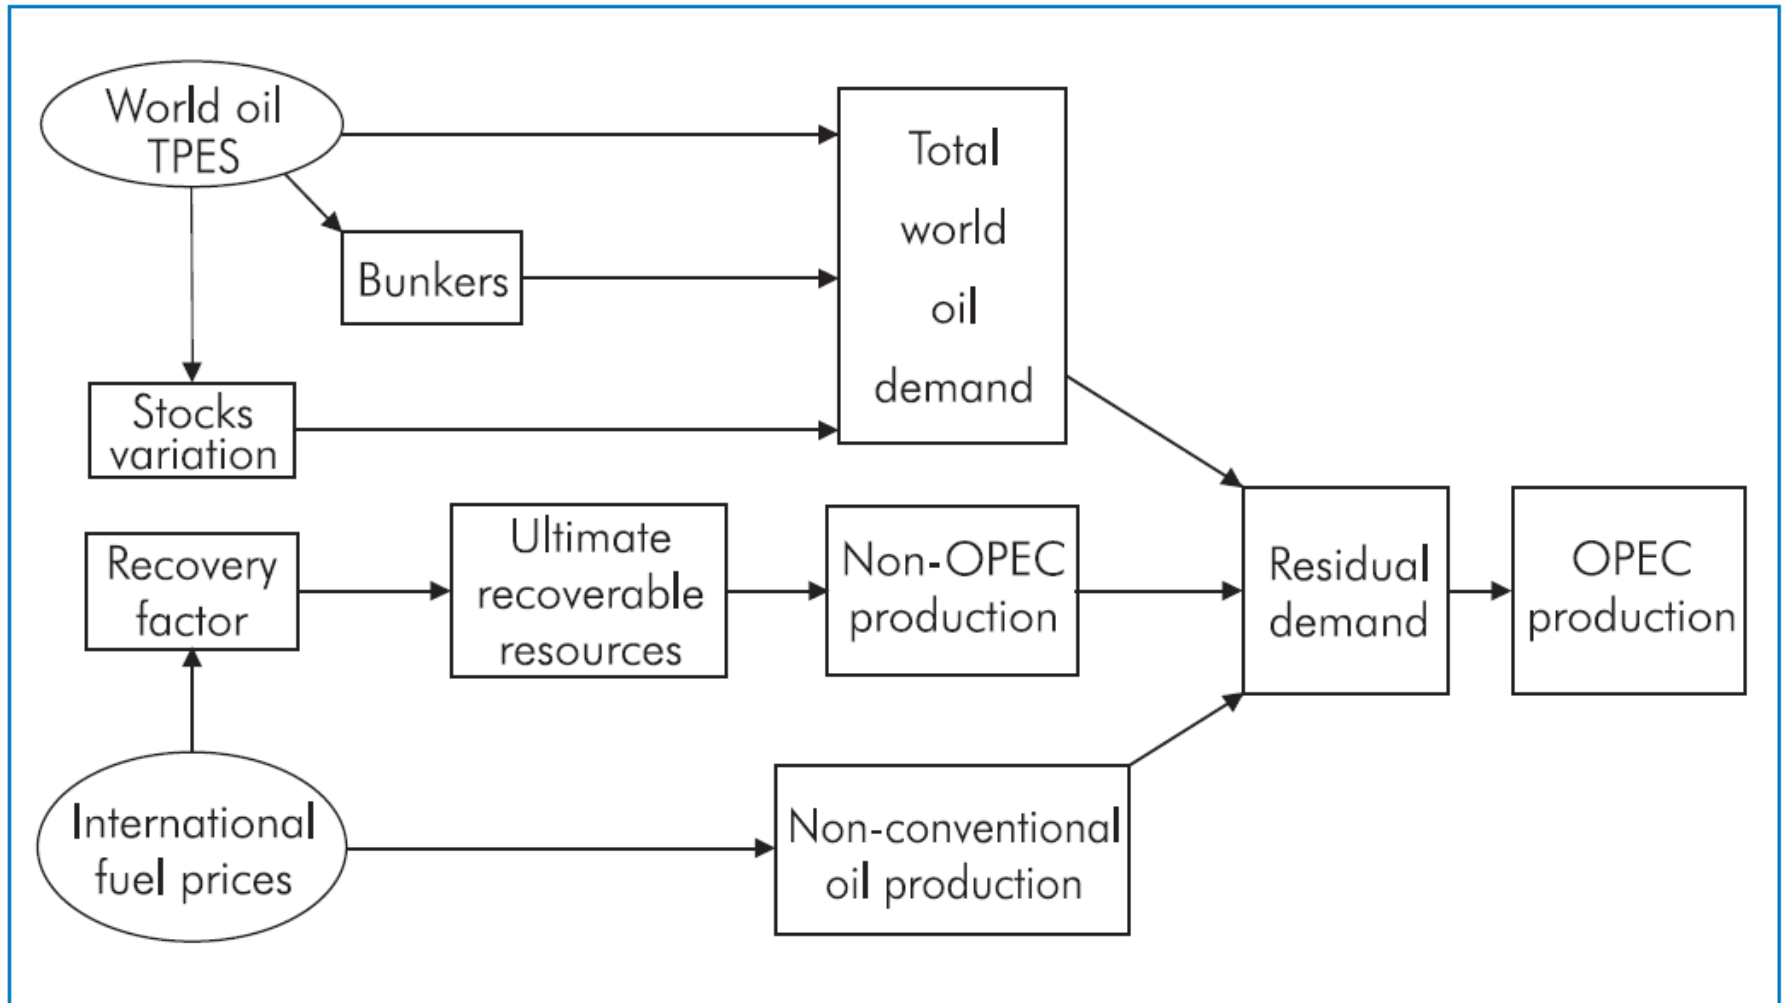 World oil
TPES
Total
world
oil
demand
Bunkers
Stocks
variation
Recovery
factor
Ultimate
recoverable
resources
Non-OPEC
production
Residual
demand
OPEC
production
International
fuel prices
Non-conventional
oil production